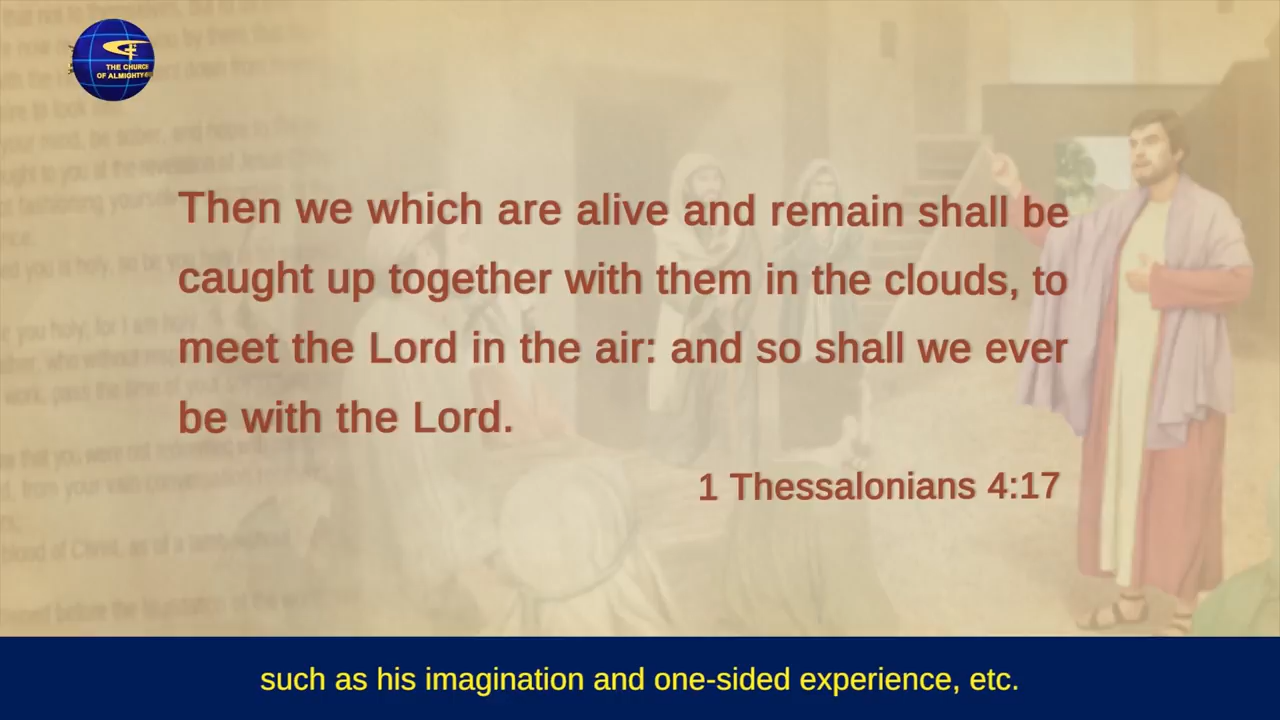 THE CHURCH
OF ALMIGHTY
Then we which are alive and remain shall be
caught up together with them in the clouds, to
meet the Lord in the air: and so shall we ever
be with the Lord.
1 Thessalonians 4:17
such as his imagination and one-sided experience, etc.